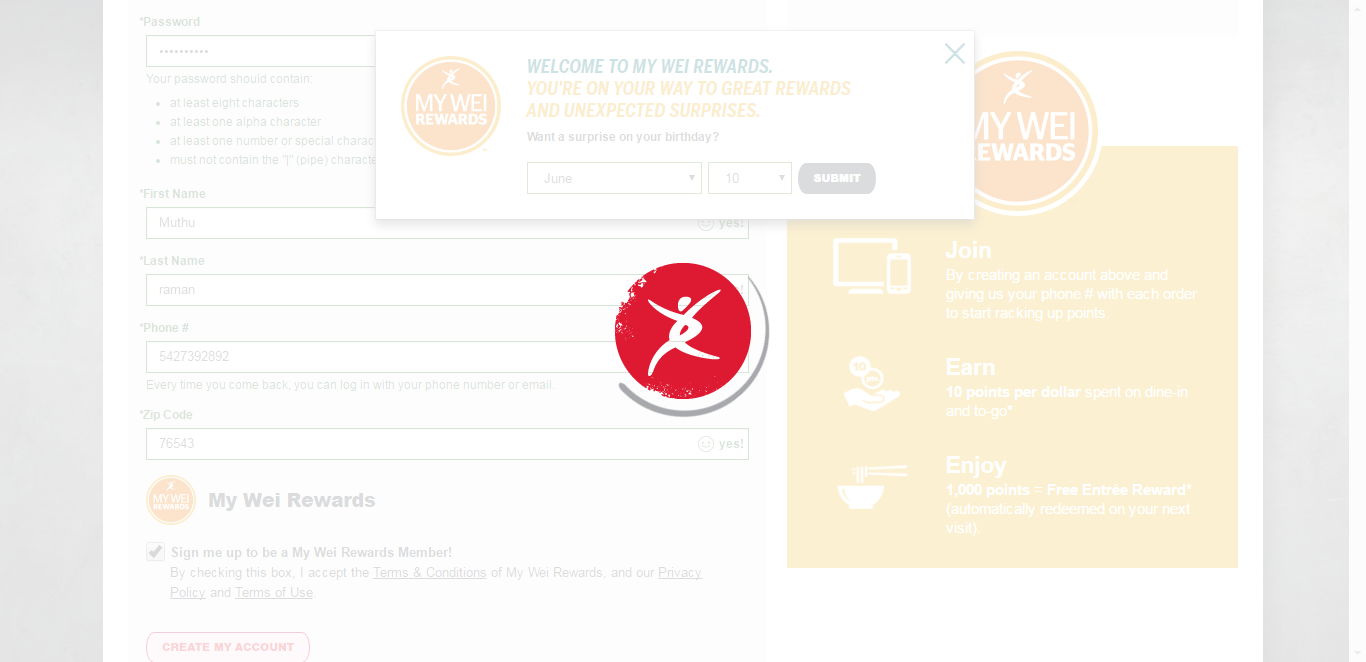 *Password
••••••••••
Your password should contain:
at least eight characters
at least one alpha character
at least one number or special charac
must not contain the "|" (pipe) characte
*First Name
Muthu
yes!
*Last Name
raman
*Phone #
5427392892
Every time you come back, you can log in with your phone number or email.
*Zip Code
76543
yes!
MY WEI
REWARDS
My Wei Rewards
Sign me up to be a My Wei Rewards Member!
By checking this box, I accept the Terms & Conditions of My Wei Rewards, and our Privacy
Policy and Terms of Use.
CREATE MY ACCOUNT
MY WEI
REWARDS
WELCOME TO MY WEI REWARDS.
YOU'RE ON YOUR WAY TO GREAT REWARDS
AND UNEXPECTED SURPRISES.
Want a surprise on your birthday?
June
10
SUBMIT
MY WEI
REWARDS
Join
By creating an account above and
giving us your phone # with each order
to start racking up points.
10
pts
Earn
10 points per dollar spent on dine-in
and to-go*
Enjoy
1,000 points = Free Entrée Reward*
(automatically redeemed on your next
visit).